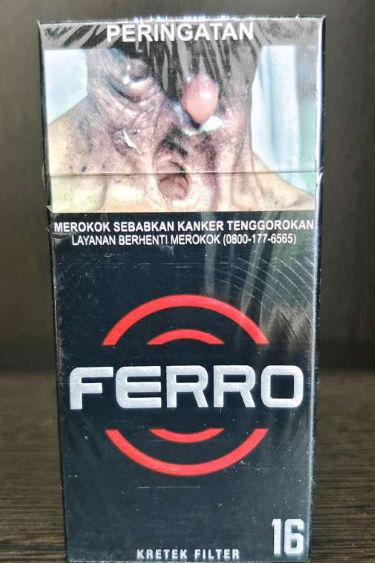 PERINGATAN
MEROKOK SEBABKAN KANKER TENGGOROKAN
LAYANAN BERHENTI MEROKOK (0800-177-6565)
FERRO
16
KRETEK FILTER